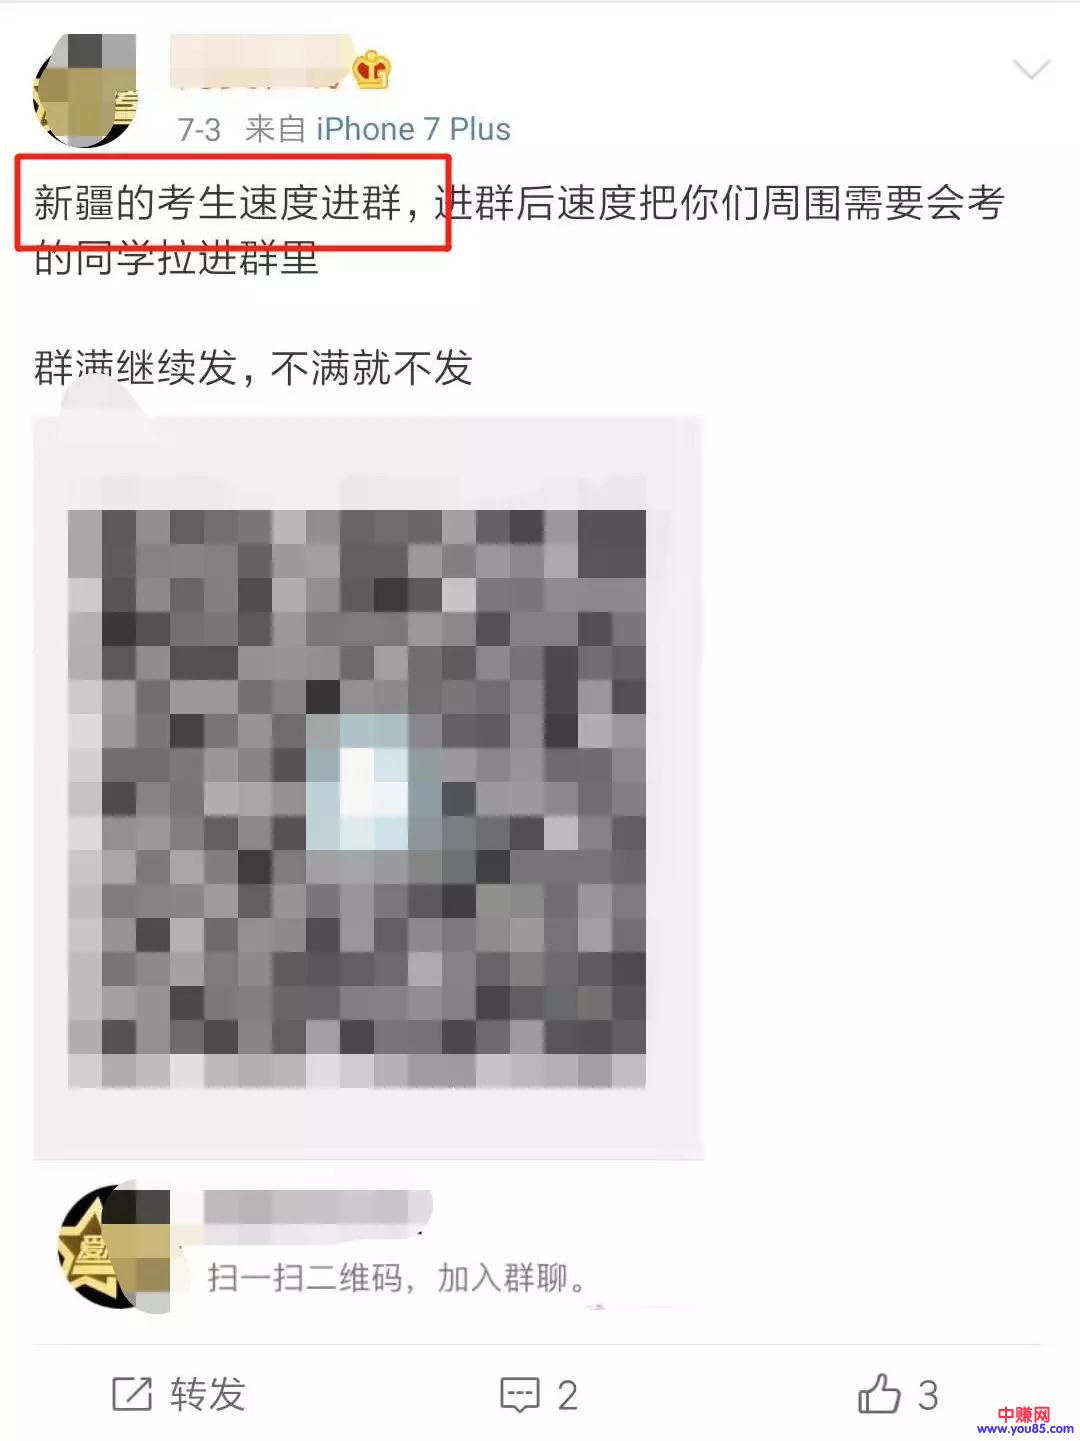 7-3 来自 iPhone 7 Plus
新疆的考生速度进群，进群后速度把你们周围需要会考
的同学拉进群里
群满继续发，不满就不发
扫一扫二维码，加入群聊。
转发 2 3
中赚网
www.you85.com